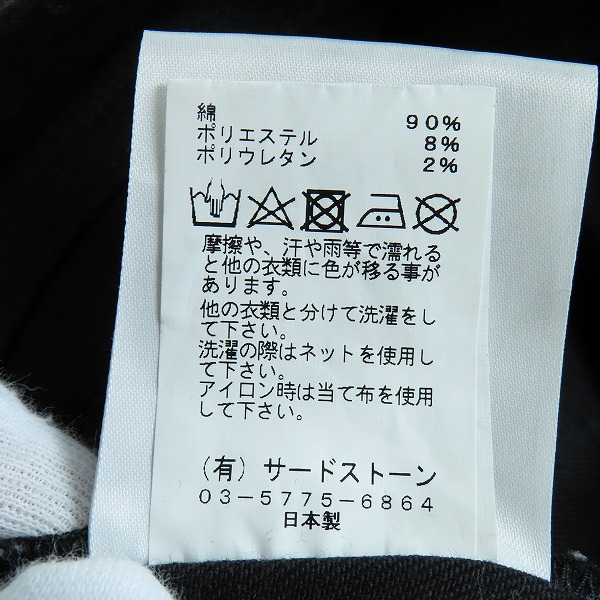 綿 90%
ポリエステル 8%
ポリウレタン 2%
摩擦や、汗や雨等で濡れる
と他の衣類に色が移る事が
あります。
他の衣類と分けて洗濯をし
て下さい。
洗濯の際はネットを使用し
て下さい。
アイロン時は当て布を使用
して下さい。
(有)サードストーン
03-5775-6864
日本製